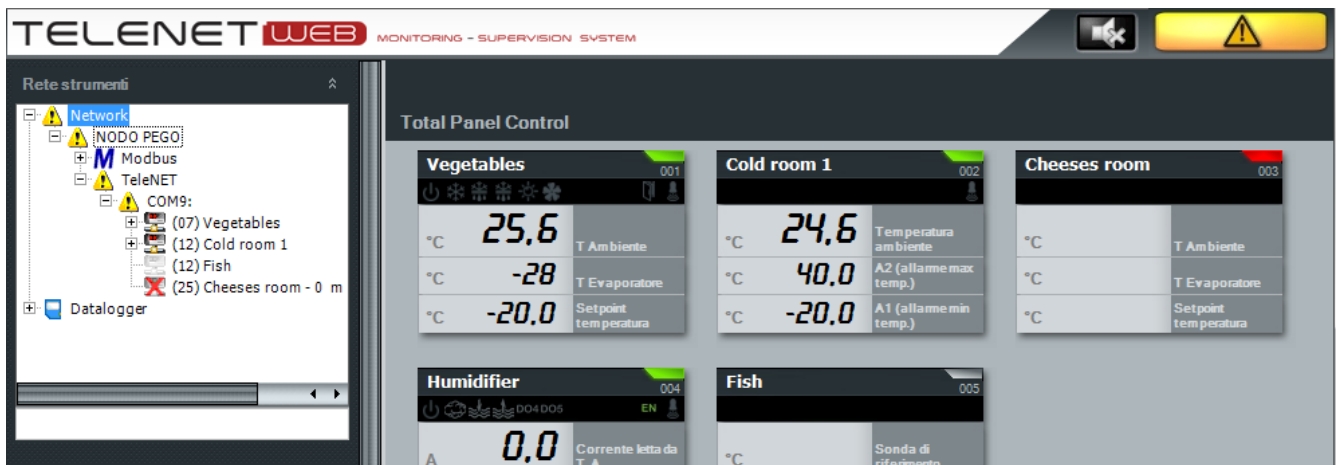 TELENET WEB MONITORING - SUPERVISION SYSTEM
Rete strumenti
Network
NODO PEGO
M Modbus
TeleNET
COM9:
(07) Vegetables
(12) Cold room 1
(12) Fish
(25) Cheeses room - 0 m
Datalogger
Total Panel Control
Vegetables 001
°C 25,6 T Ambiente
°C -28 T Evaporatore
°C -20,0 Setpoint
temperatura
Cold room 1 002
°C 24,6 Temperatura
ambiente
°C 40,0 A2 (allarme max
temp.)
°C -20,0 A1 (allarme min
temp.)
Cheeses room 003
°C T Ambiente
°C T Evaporatore
°C Setpoint
temperatura
Humidifier 004
DO4 DO5 EN
A 0,0 Corrente letta da
T.A.
Fish 005
°C Sonda di
riferimento